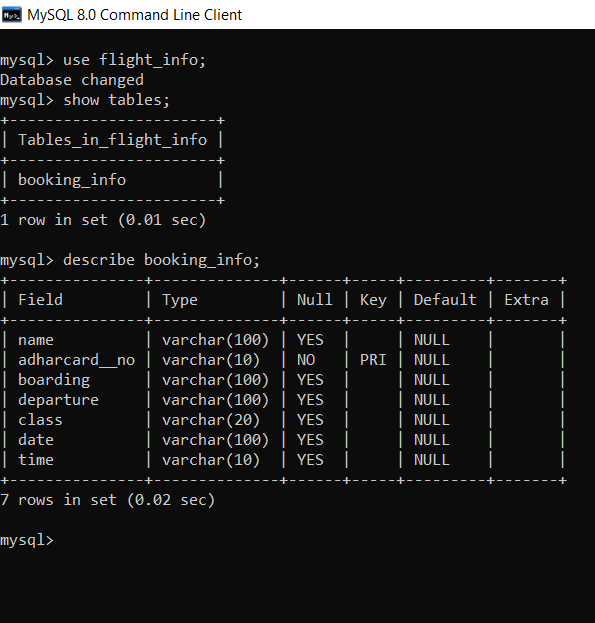 MySQL 8.0 Command Line Client
mysql> use flight_info;
Database changed
mysql> show tables;
+-----------------------+
| Tables_in_flight_info |
+-----------------------+
| booking_info          |
+-----------------------+
1 row in set (0.01 sec)

mysql> describe booking_info;
+---------------+--------------+------+-----+---------+-------+
| Field         | Type         | Null | Key | Default | Extra |
+---------------+--------------+------+-----+---------+-------+
| name          | varchar(100) | YES  |     | NULL    |       |
| adharcard__no | varchar(10)  | NO   | PRI | NULL    |       |
| boarding      | varchar(100) | YES  |     | NULL    |       |
| departure     | varchar(100) | YES  |     | NULL    |       |
| class         | varchar(20)  | YES  |     | NULL    |       |
| date          | varchar(100) | YES  |     | NULL    |       |
| time          | varchar(10)  | YES  |     | NULL    |       |
+---------------+--------------+------+-----+---------+-------+
7 rows in set (0.02 sec)

mysql>